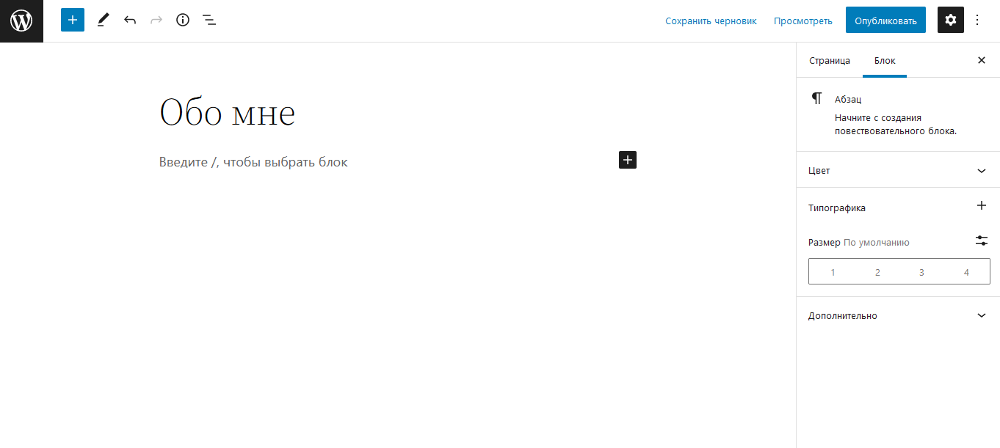 Сохранить черновик
Просмотреть
Опубликовать
Страница
Блок
Обо мне
Введите /, чтобы выбрать блок
Абзац
Начните с создания
повествовательного блока.
Цвет
Типографика
Размер По умолчанию
1 2 3 4
Дополнительно